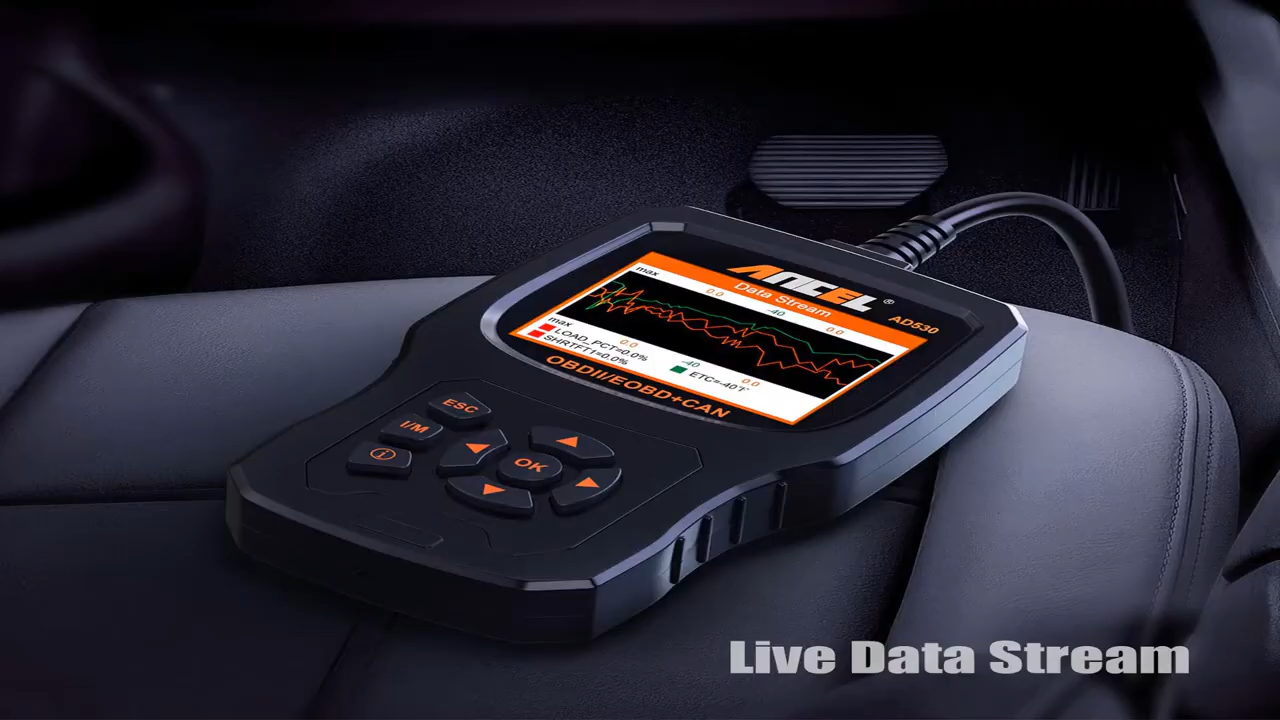 ANCEL®
AD530
Data Stream
max 0.0 -40 0.0
max 0.0 -40 0.0
LOAD_PCT=0.0%
SHRTFT1=0.0%
ETC=-40°F
OBDII/EOBD+CAN
ESC
I/M
OK
Live Data Stream